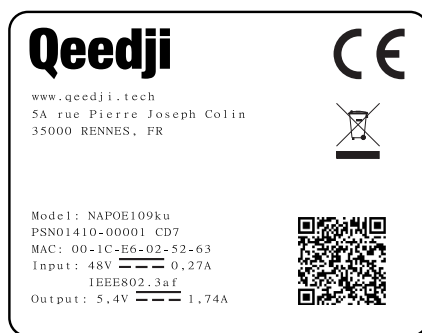 Qeedji
CE
www.qeedji.tech
5A rue Pierre Joseph Colin
35000 RENNES, FR
Model: NAPOE109ku
PSN01410-00001 CD7
MAC: 00-1C-E6-02-52-63
Input: 48V ⎓ 0,27A
IEEE802.3af
Output: 5,4V ⎓ 1,74A